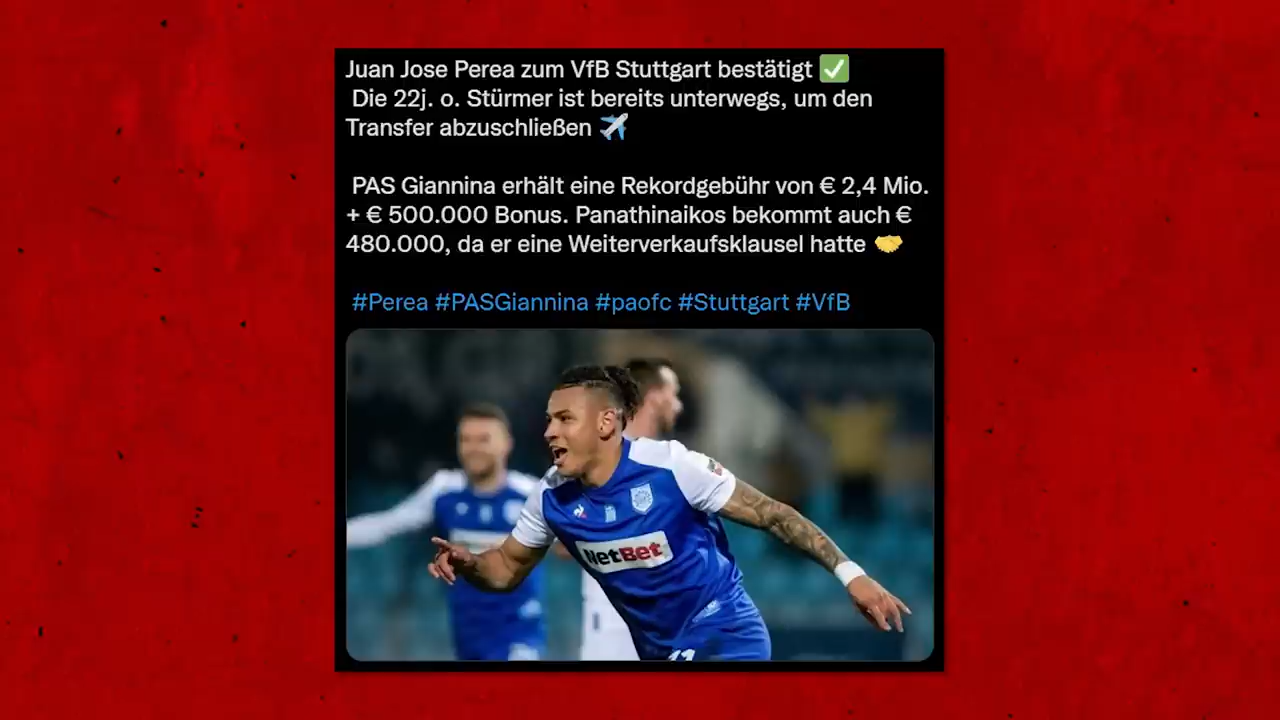 Juan Jose Perea zum VfB Stuttgart bestätigt ✅
Die 22j. o. Stürmer ist bereits unterwegs, um den
Transfer abzuschließen ✈️
PAS Giannina erhält eine Rekordgebühr von € 2,4 Mio.
+ € 500.000 Bonus. Panathinaikos bekommt auch €
480.000, da er eine Weiterverkaufsklausel hatte 🤝
#Perea #PASGiannina #paofc #Stuttgart #VfB
NetBet